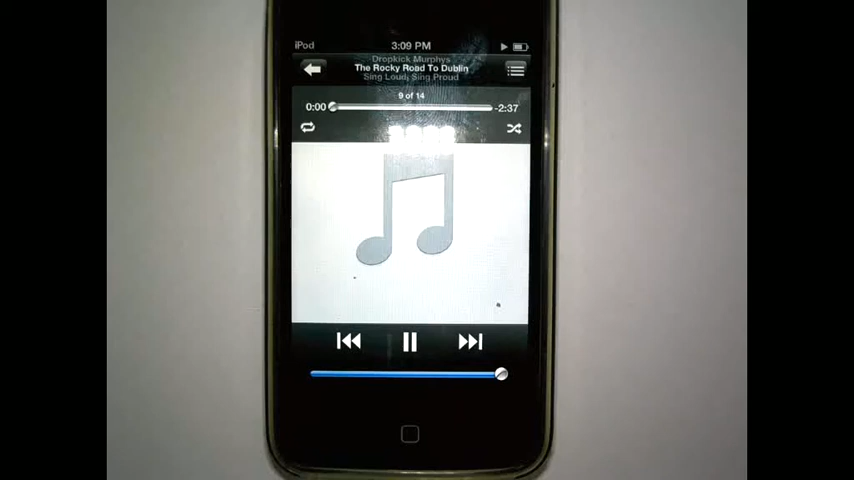 iPod 3:09 PM
Dropkick Murphys
The Rocky Road To Dublin
Sing Loud, Sing Proud
9 of 14
0:00 -2:37